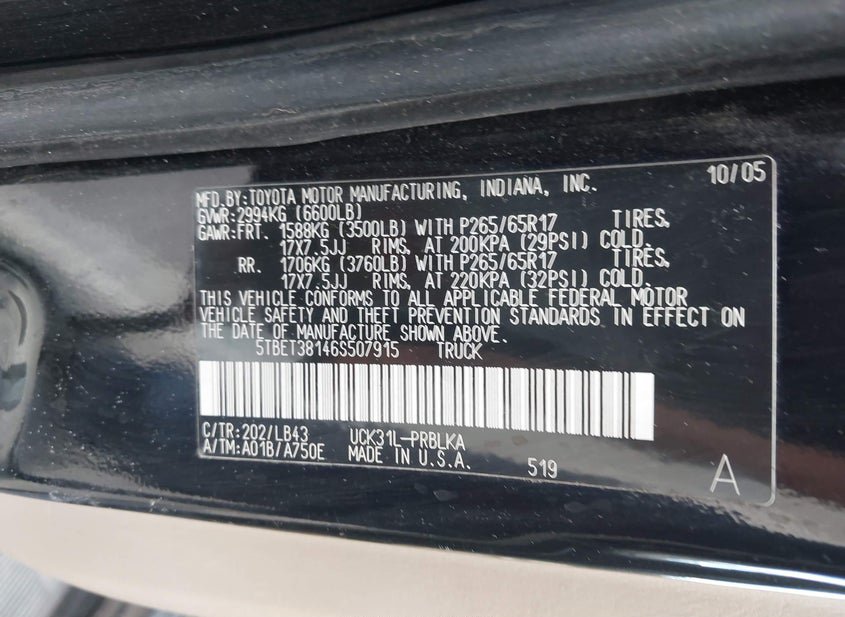 MFD.BY:TOYOTA MOTOR MANUFACTURING, INDIANA, INC. 10/05
GVWR:2994KG (6600LB)
GAWR:FRT. 1588KG (3500LB) WITH P265/65R17 TIRES,
17X7.5JJ RIMS, AT 200KPA (29PSI) COLD.
RR. 1706KG (3760LB) WITH P265/65R17 TIRES,
17X7.5JJ RIMS, AT 220KPA (32PSI) COLD.
THIS VEHICLE CONFORMS TO ALL APPLICABLE FEDERAL MOTOR
VEHICLE SAFETY AND THEFT PREVENTION STANDARDS IN EFFECT ON
THE DATE OF MANUFACTURE SHOWN ABOVE.
5TBET38146S507915 TRUCK
C/TR:202/LB43 UCK31L-PRBLKA
A/TM:A01B/A750E MADE IN U.S.A. 519 A